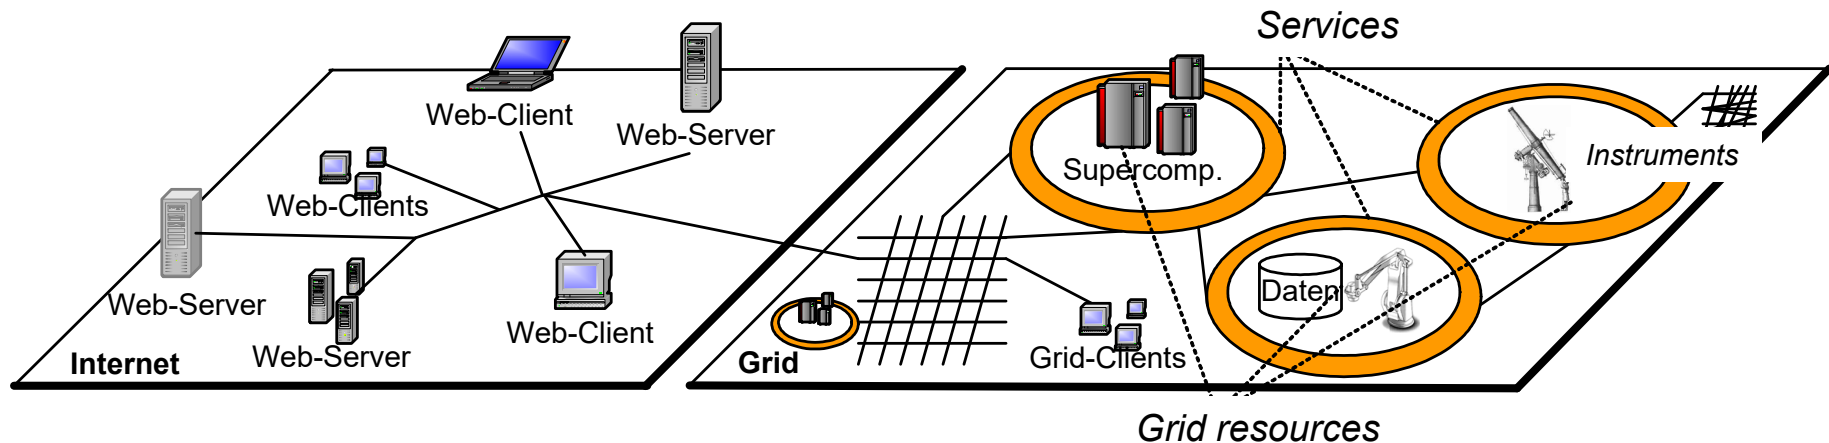 Services
Web-Client
Web-Server
Instruments
Supercomp.
Web-Clients
Daten
Web-Server
Web-Client
Web-Server
Grid-Clients
Internet
Grid
Grid resources